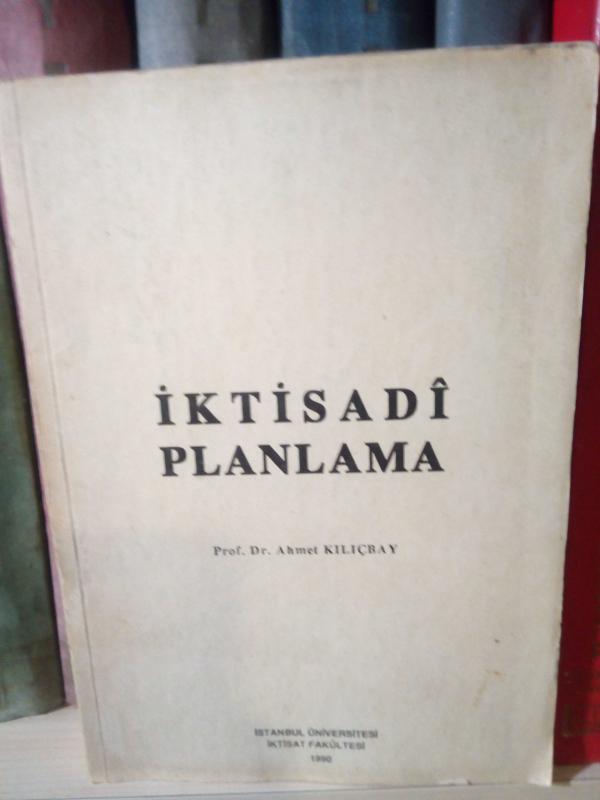 İKTİSADÎ
PLANLAMA
Prof. Dr. Ahmet KILIÇBAY
İSTANBUL ÜNİVERSİTESİ
İKTİSAT FAKÜLTESİ
1990